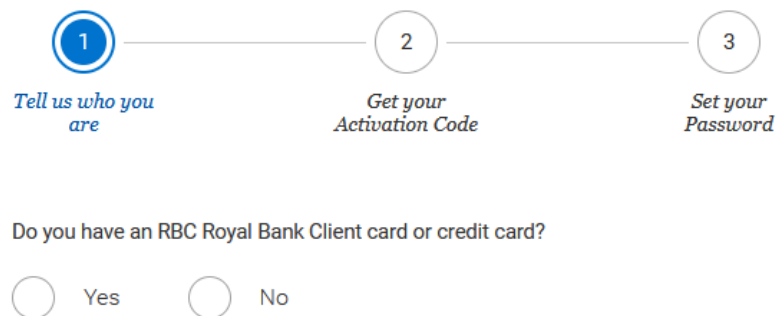 1
2
3
Tell us who you
are
Get your
Activation Code
Set your
Password
Do you have an RBC Royal Bank Client card or credit card?
Yes
No